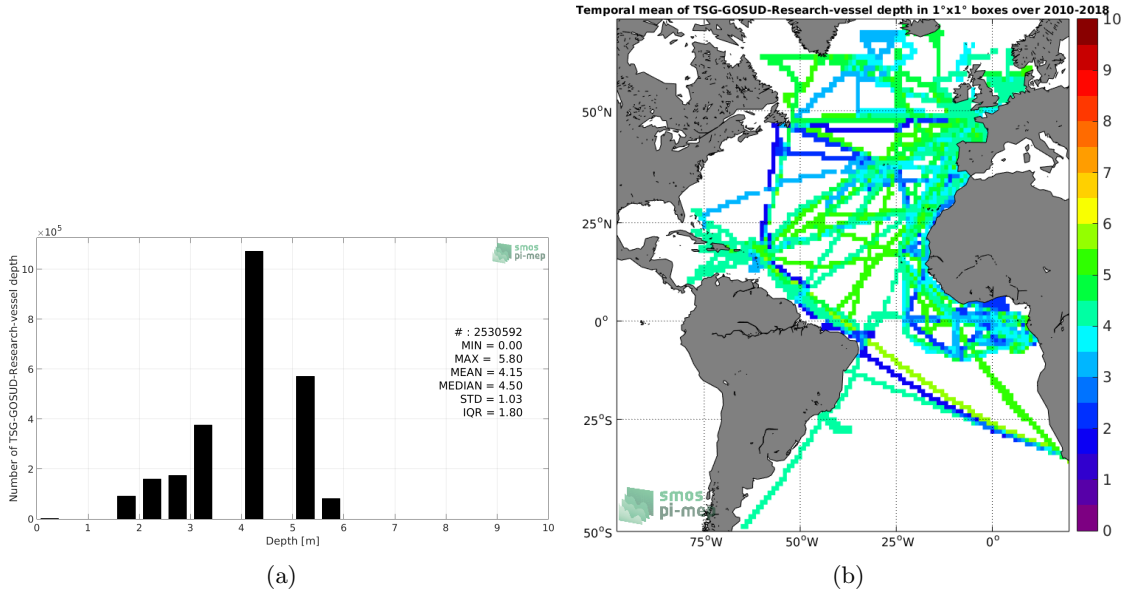 Temporal mean of TSG-GOSUD-Research-vessel depth in 1°x1° boxes over 2010-2018
×10⁵
Number of TSG-GOSUD-Research-vessel depth
10
8
6
4
2
0
smos
pi-mep
# : 2530592
MIN = 0.00
MAX = 5.80
MEAN = 4.15
MEDIAN = 4.50
STD = 1.03
IQR = 1.80
0 1 2 3 4 5 6 7 8 9 10
Depth [m]
(a)
50°N
25°N
0°
25°S
50°S
75°W 50°W 25°W 0°
smos
pi-mep
10
9
8
7
6
5
4
3
2
1
0
(b)